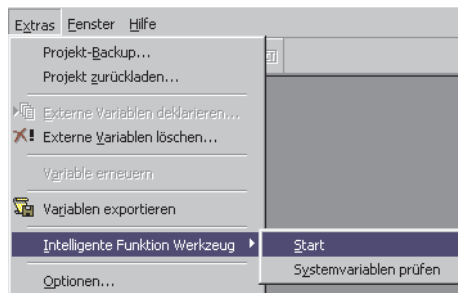 Extras Fenster Hilfe
Projekt-Backup...
Projekt zurückladen...
Externe Variablen deklarieren...
Externe Variablen löschen...
Variable erneuern
Variablen exportieren
Intelligente Funktion Werkzeug
Start
Systemvariablen prüfen
Optionen...